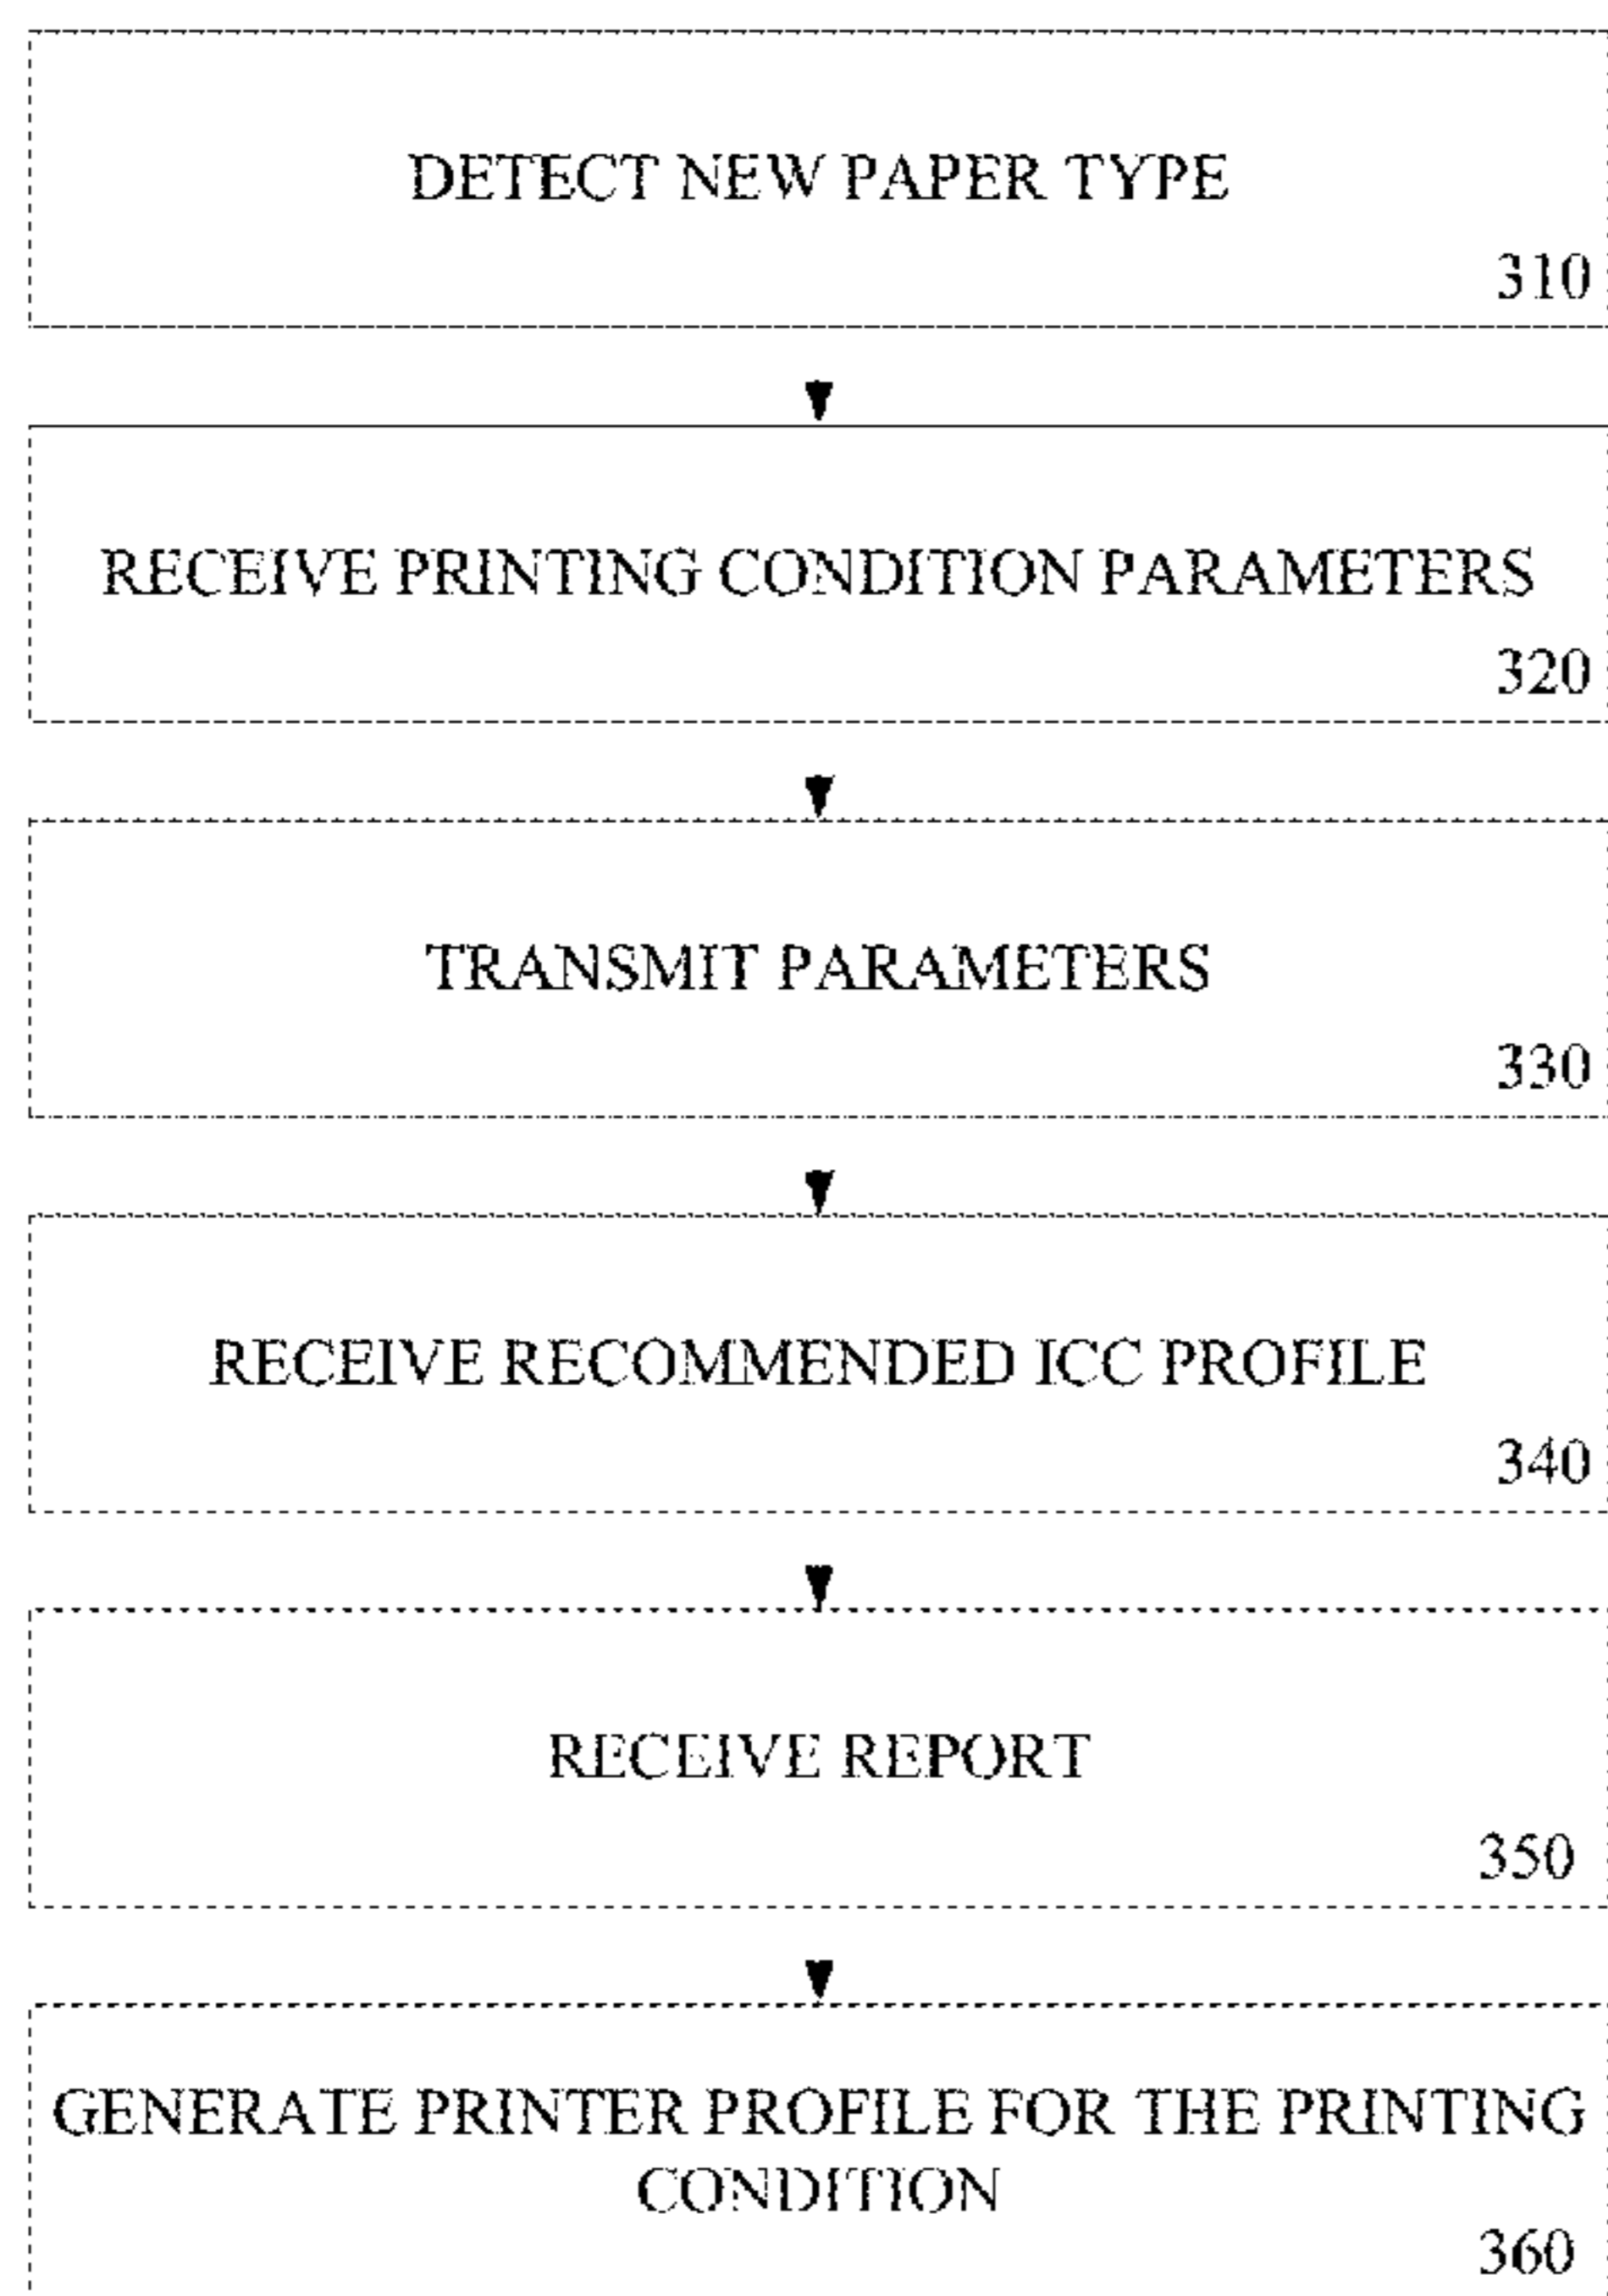 DETECT NEW PAPER TYPE
310
RECEIVE PRINTING CONDITION PARAMETERS
320
TRANSMIT PARAMETERS
330
RECEIVE RECOMMENDED ICC PROFILE
340
RECEIVE REPORT
350
GENERATE PRINTER PROFILE FOR THE PRINTING
CONDITION
360